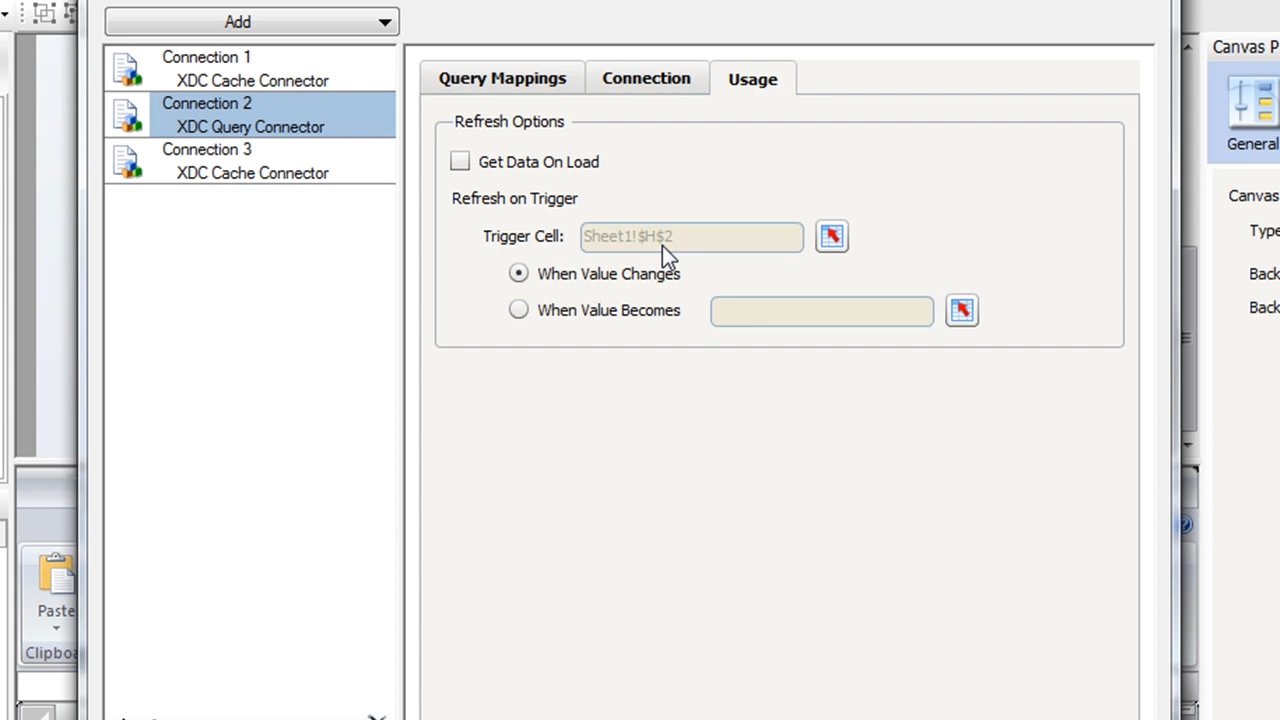 Add
Connection 1
XDC Cache Connector
Connection 2
XDC Query Connector
Connection 3
XDC Cache Connector
Query Mappings
Connection
Usage
Refresh Options
Get Data On Load
Refresh on Trigger
Trigger Cell:
Sheet1!$H$2
When Value Changes
When Value Becomes
Canvas P
General
Canvas
Type
Back
Back
Paste
Clipboa